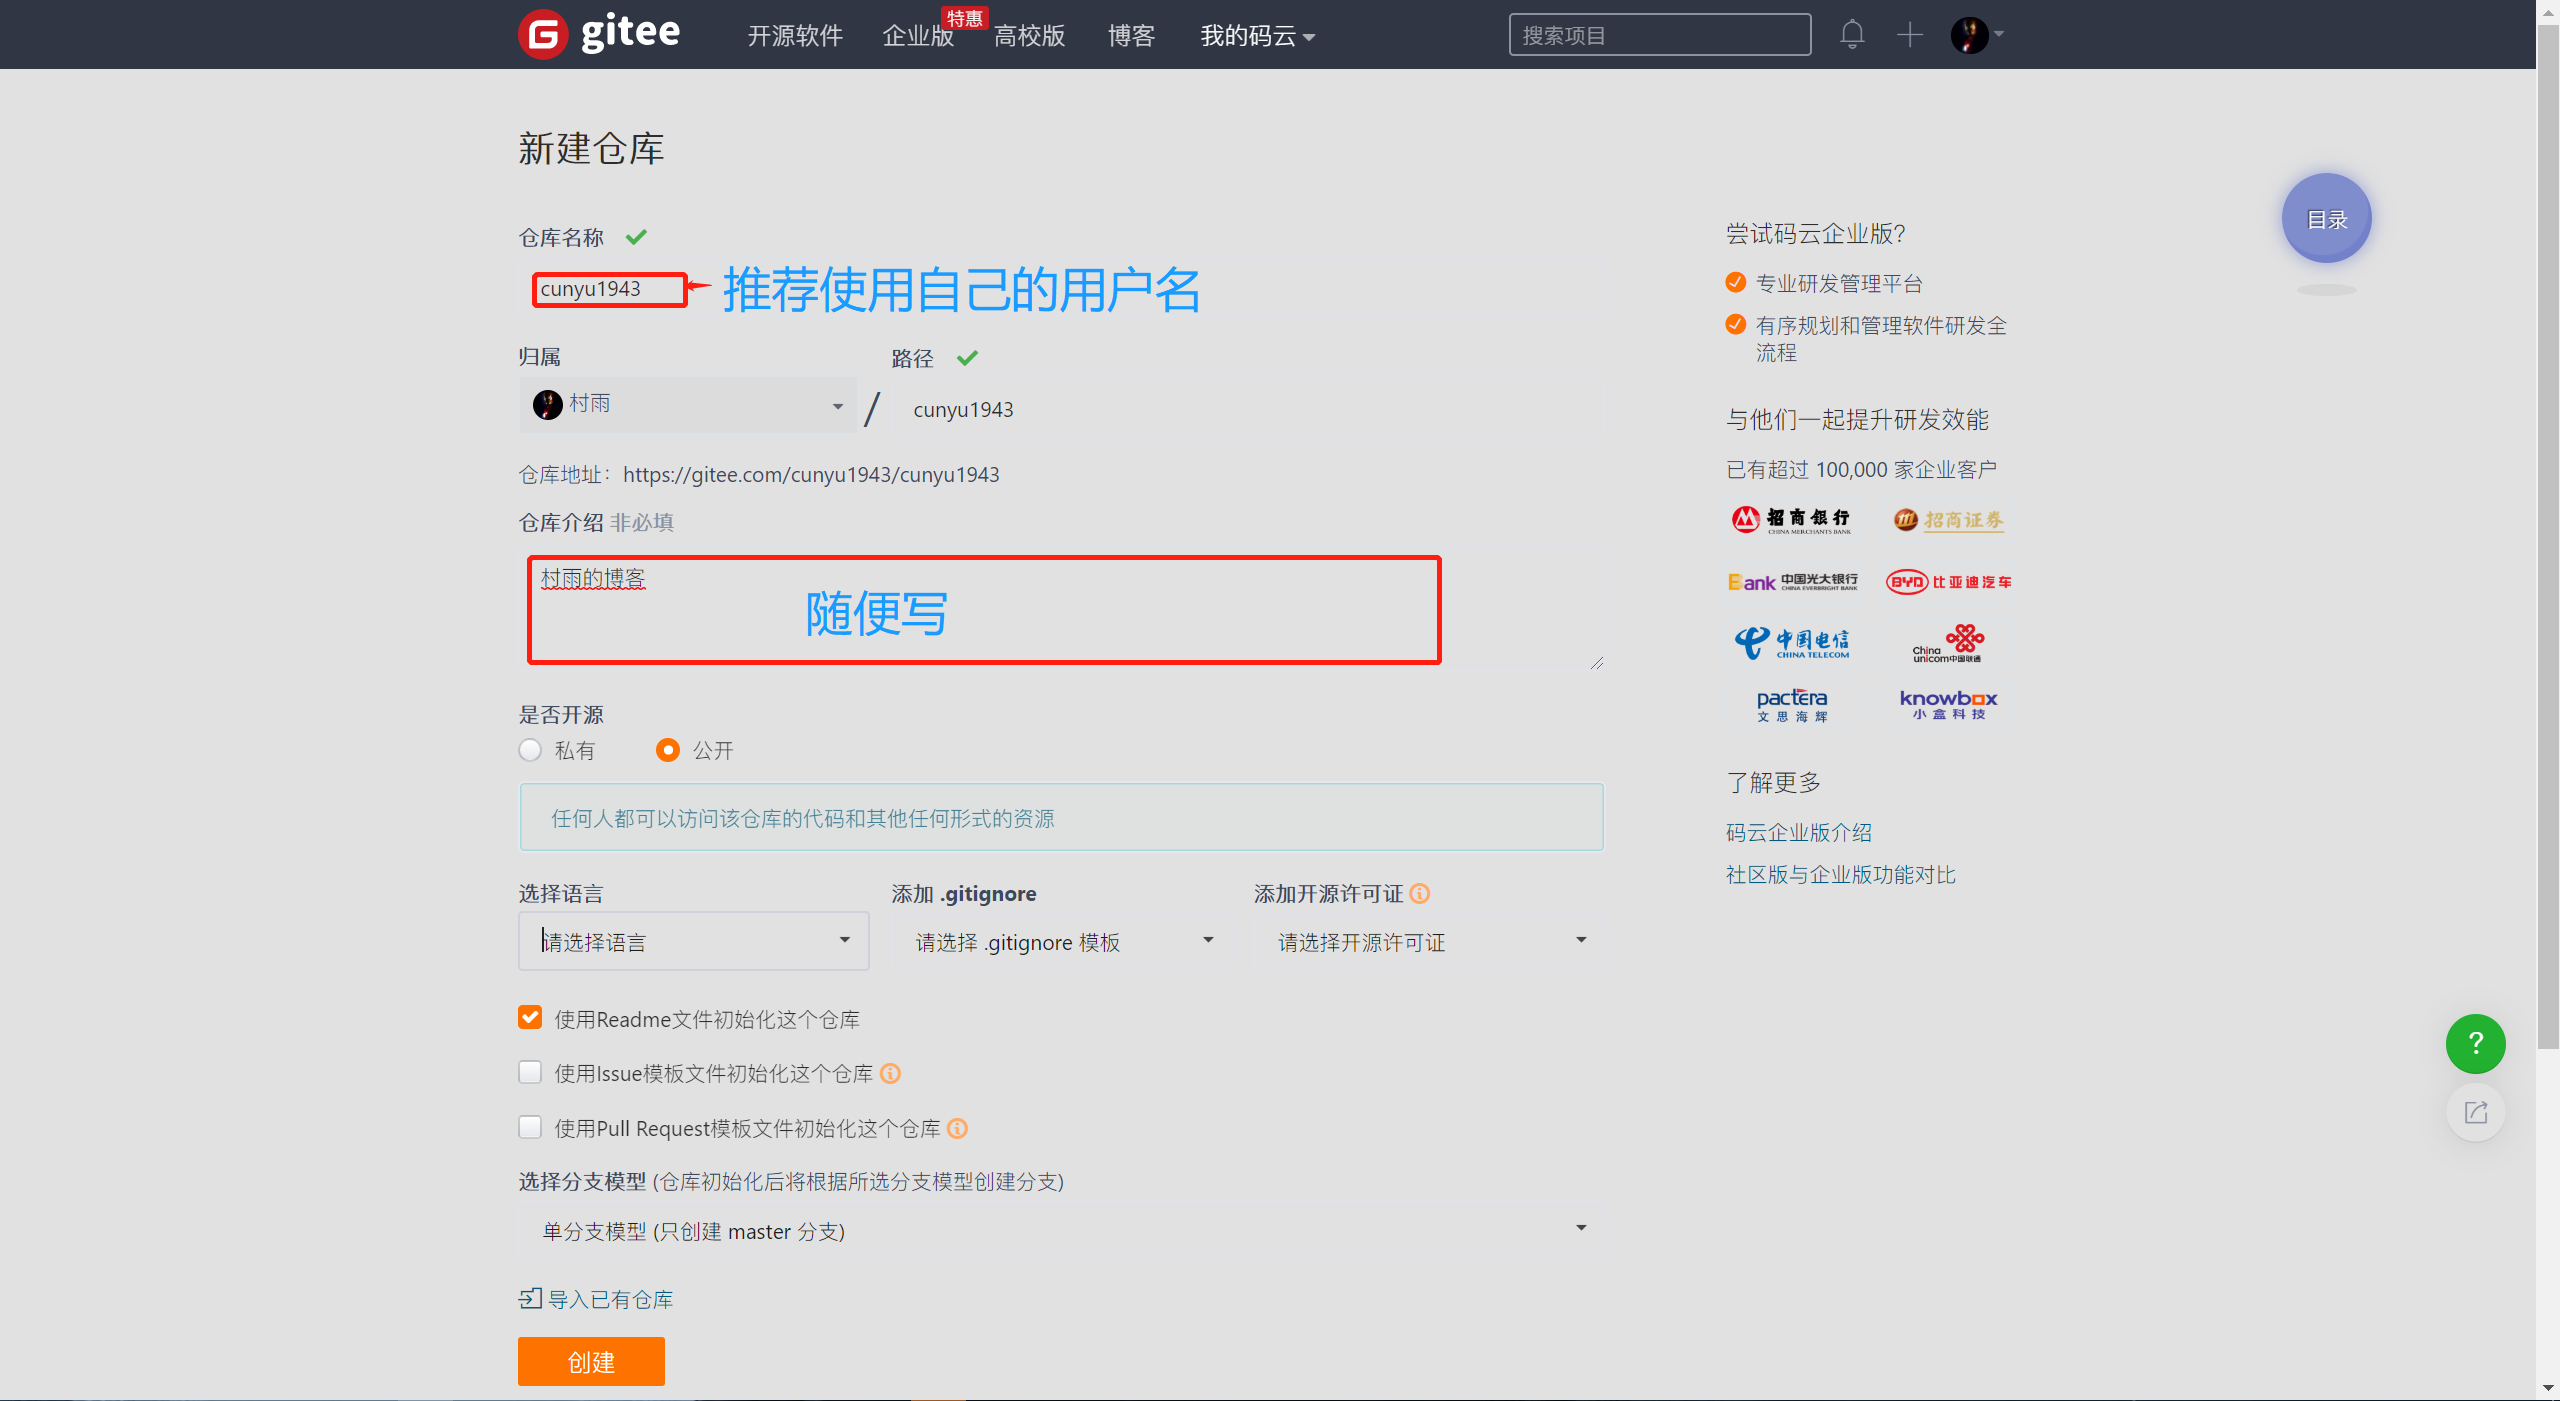 gitee
开源软件 企业版 特惠 高校版 博客 我的码云 搜索项目
新建仓库
仓库名称
cunyu1943 推荐使用自己的用户名
归属 路径
村雨 / cunyu1943
仓库地址：https://gitee.com/cunyu1943/cunyu1943
仓库介绍 非必填
村雨的博客
随便写
是否开源
私有 公开
任何人都可以访问该仓库的代码和其他任何形式的资源
选择语言 添加 .gitignore 添加开源许可证
请选择语言 请选择 .gitignore 模板 请选择开源许可证
使用Readme文件初始化这个仓库
使用Issue模板文件初始化这个仓库
使用Pull Request模板文件初始化这个仓库
选择分支模型 (仓库初始化后将根据所选分支模型创建分支)
单分支模型 (只创建 master 分支)
导入已有仓库
创建
尝试码云企业版?
专业研发管理平台
有序规划和管理软件研发全
流程
与他们一起提升研发效能
已有超过 100,000 家企业客户
招商银行 招商证券
CHINA MERCHANTS BANK
Bank 中国光大银行 BYD 比亚迪汽车
CHINA EVERBRIGHT BANK
中国电信 China
CHINA TELECOM unicom中国联通
pactera knowbox
文思海辉 小盒科技
了解更多
码云企业版介绍
社区版与企业版功能对比
目录
?